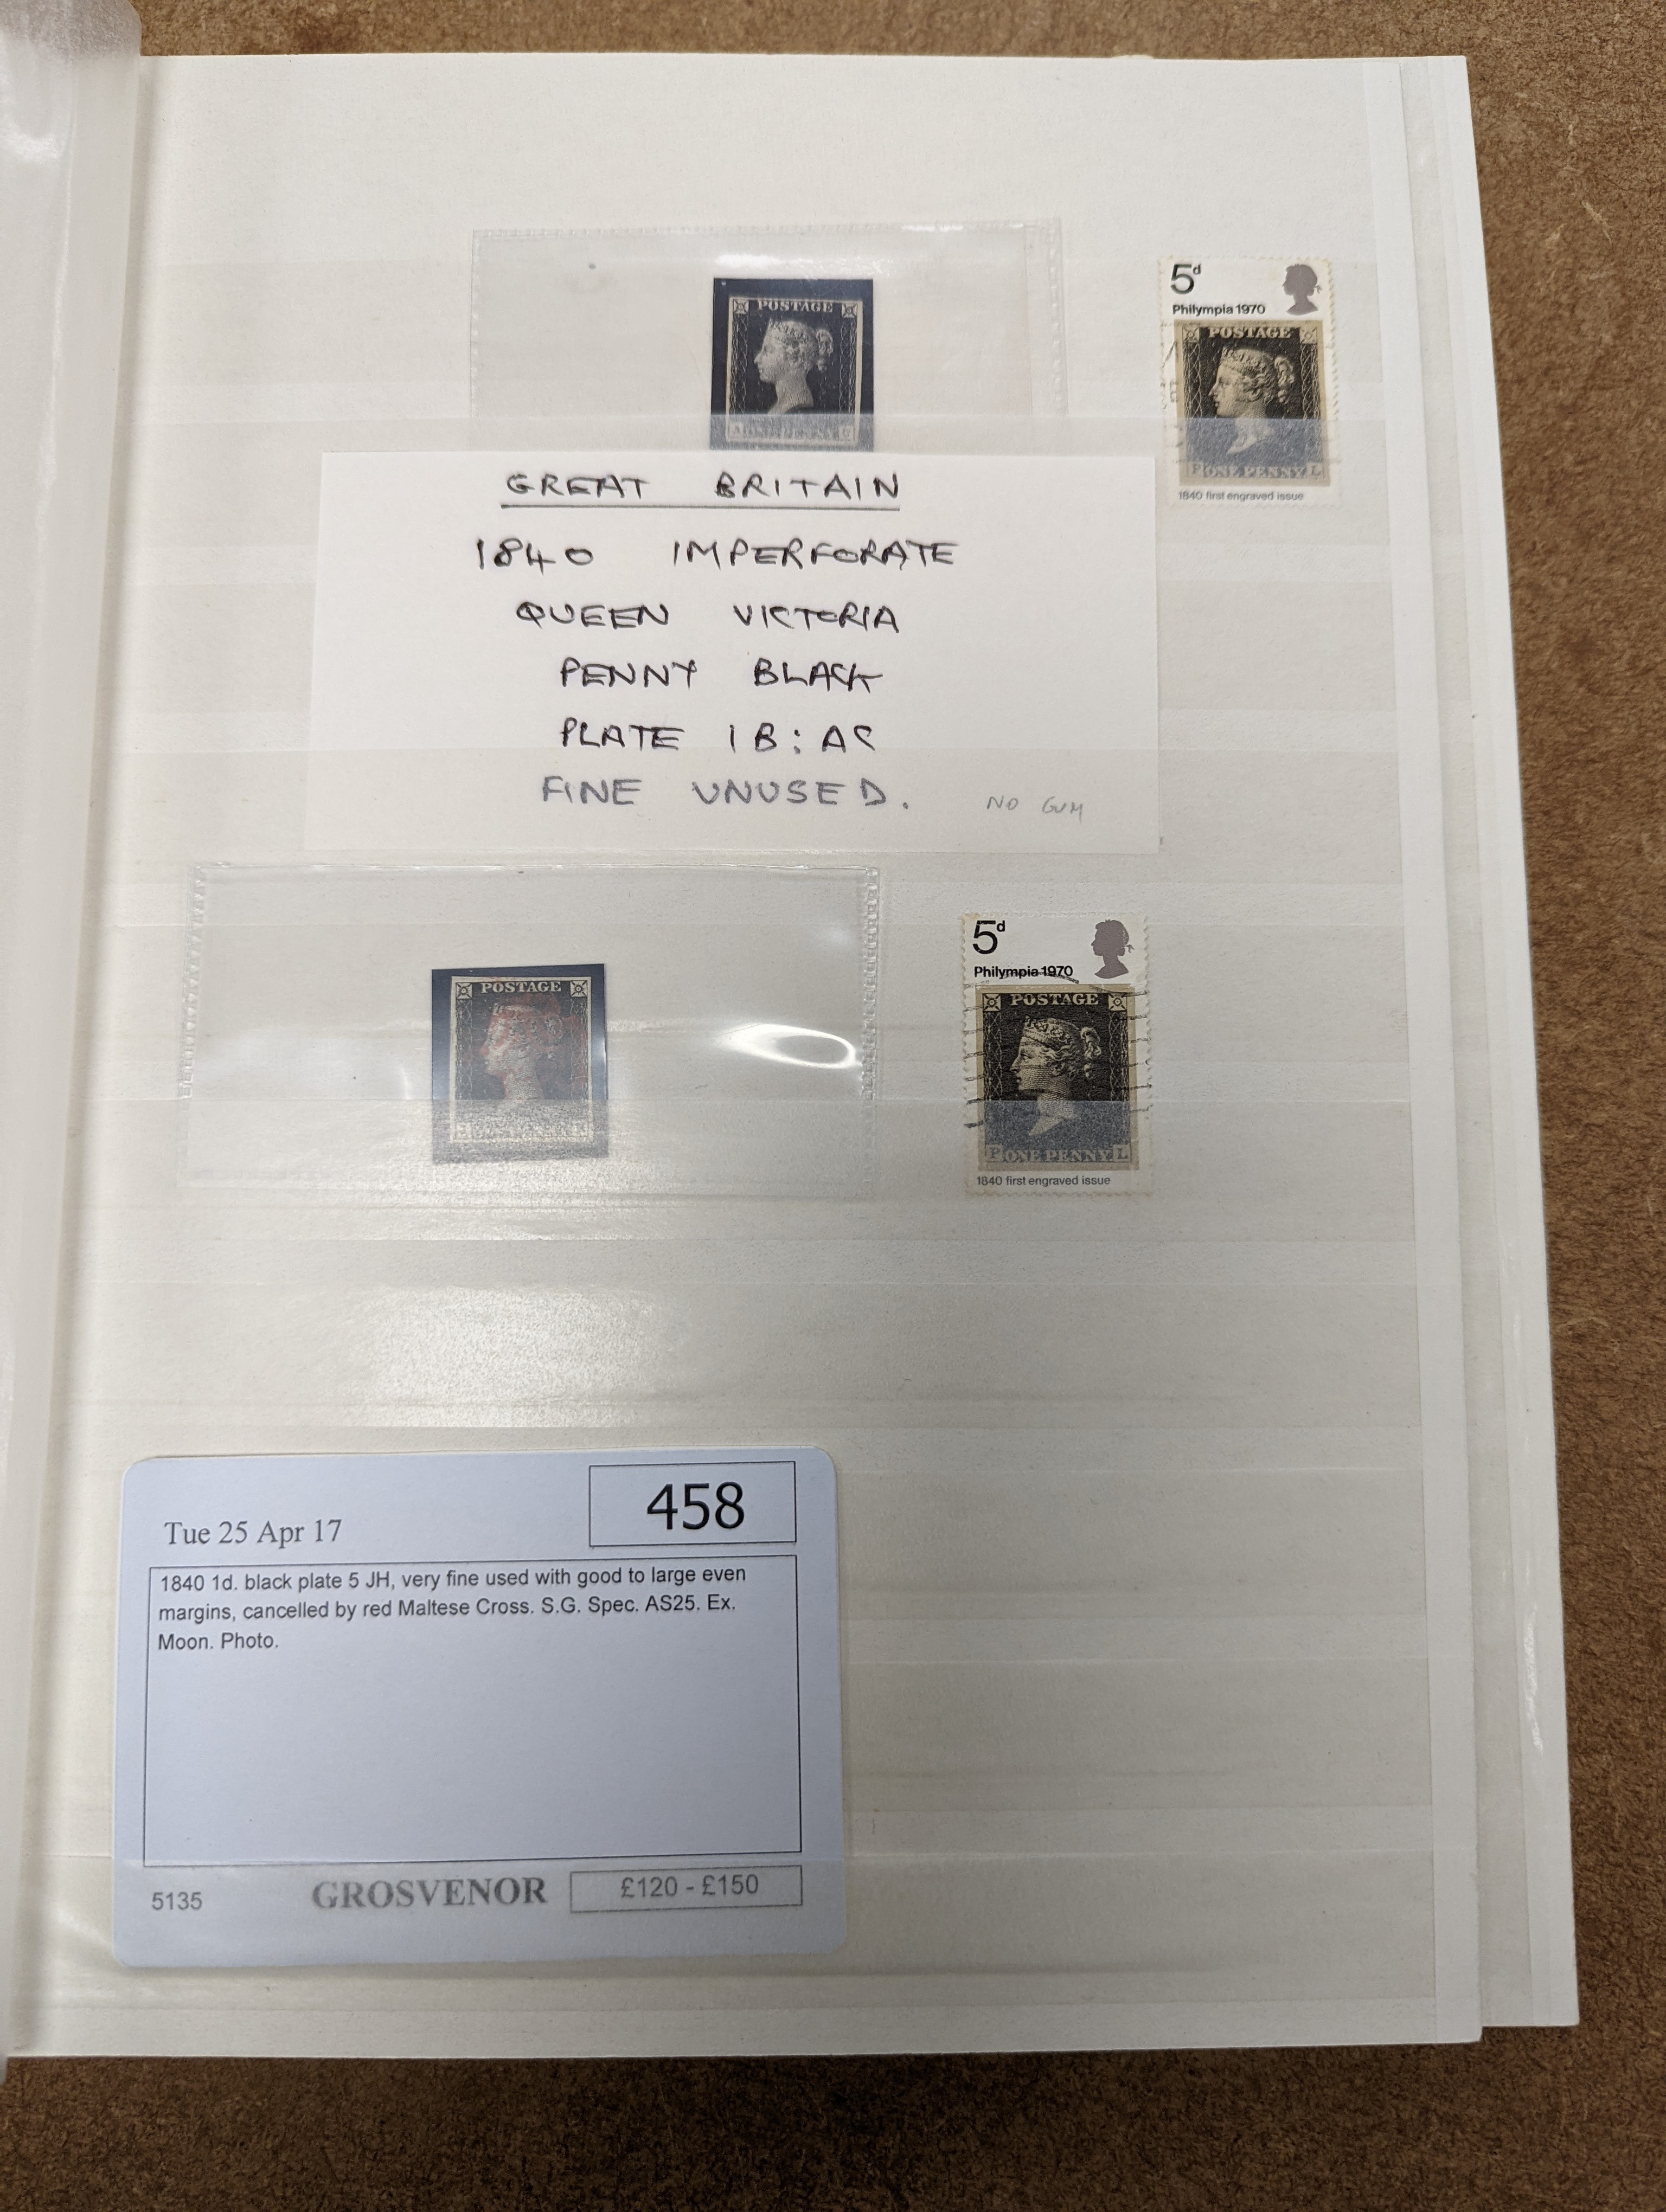 POSTAGE
5d
Philympia 1970
POSTAGE
P ONE PENNY L
1840 first engraved issue
GREAT BRITAIN
1840 IMPERFORATE
QUEEN VICTORIA
PENNY BLACK
PLATE 1B: AC
FINE UNUSED. NO GUM
POSTAGE
5d
Philympia 1970
POSTAGE
P ONE PENNY L
1840 first engraved issue
Tue 25 Apr 17
458
1840 1d. black plate 5 JH, very fine used with good to large even
margins, cancelled by red Maltese Cross. S.G. Spec. AS25. Ex.
Moon. Photo.
5135
GROSVENOR
£120 - £150